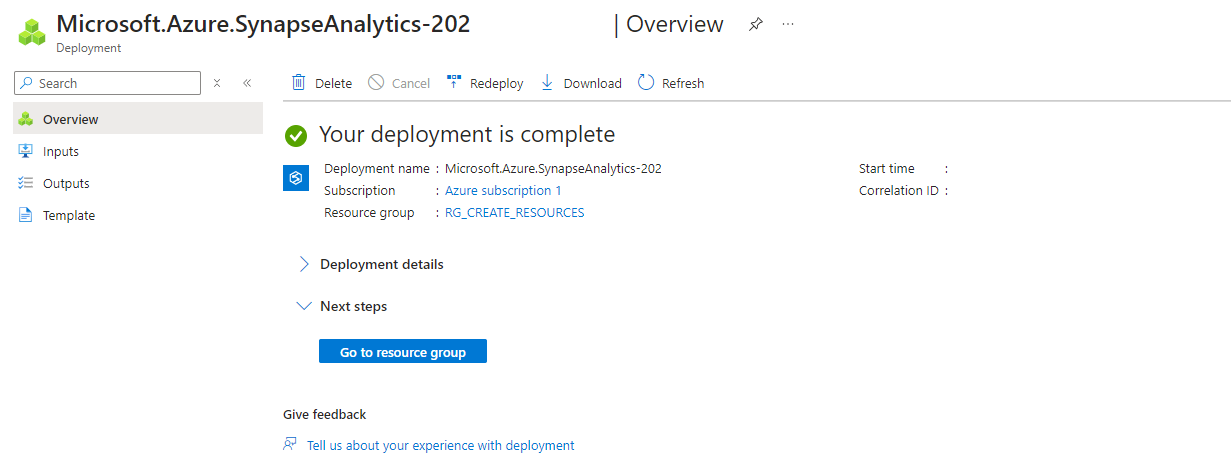 Microsoft.Azure.SynapseAnalytics-202 | Overview ...
Deployment
Search
Delete Cancel Redeploy Download Refresh
Overview
Inputs
Outputs
Template
Your deployment is complete
Deployment name : Microsoft.Azure.SynapseAnalytics-202 Start time :
Subscription : Azure subscription 1 Correlation ID :
Resource group : RG_CREATE_RESOURCES
Deployment details
Next steps
Go to resource group
Give feedback
Tell us about your experience with deployment